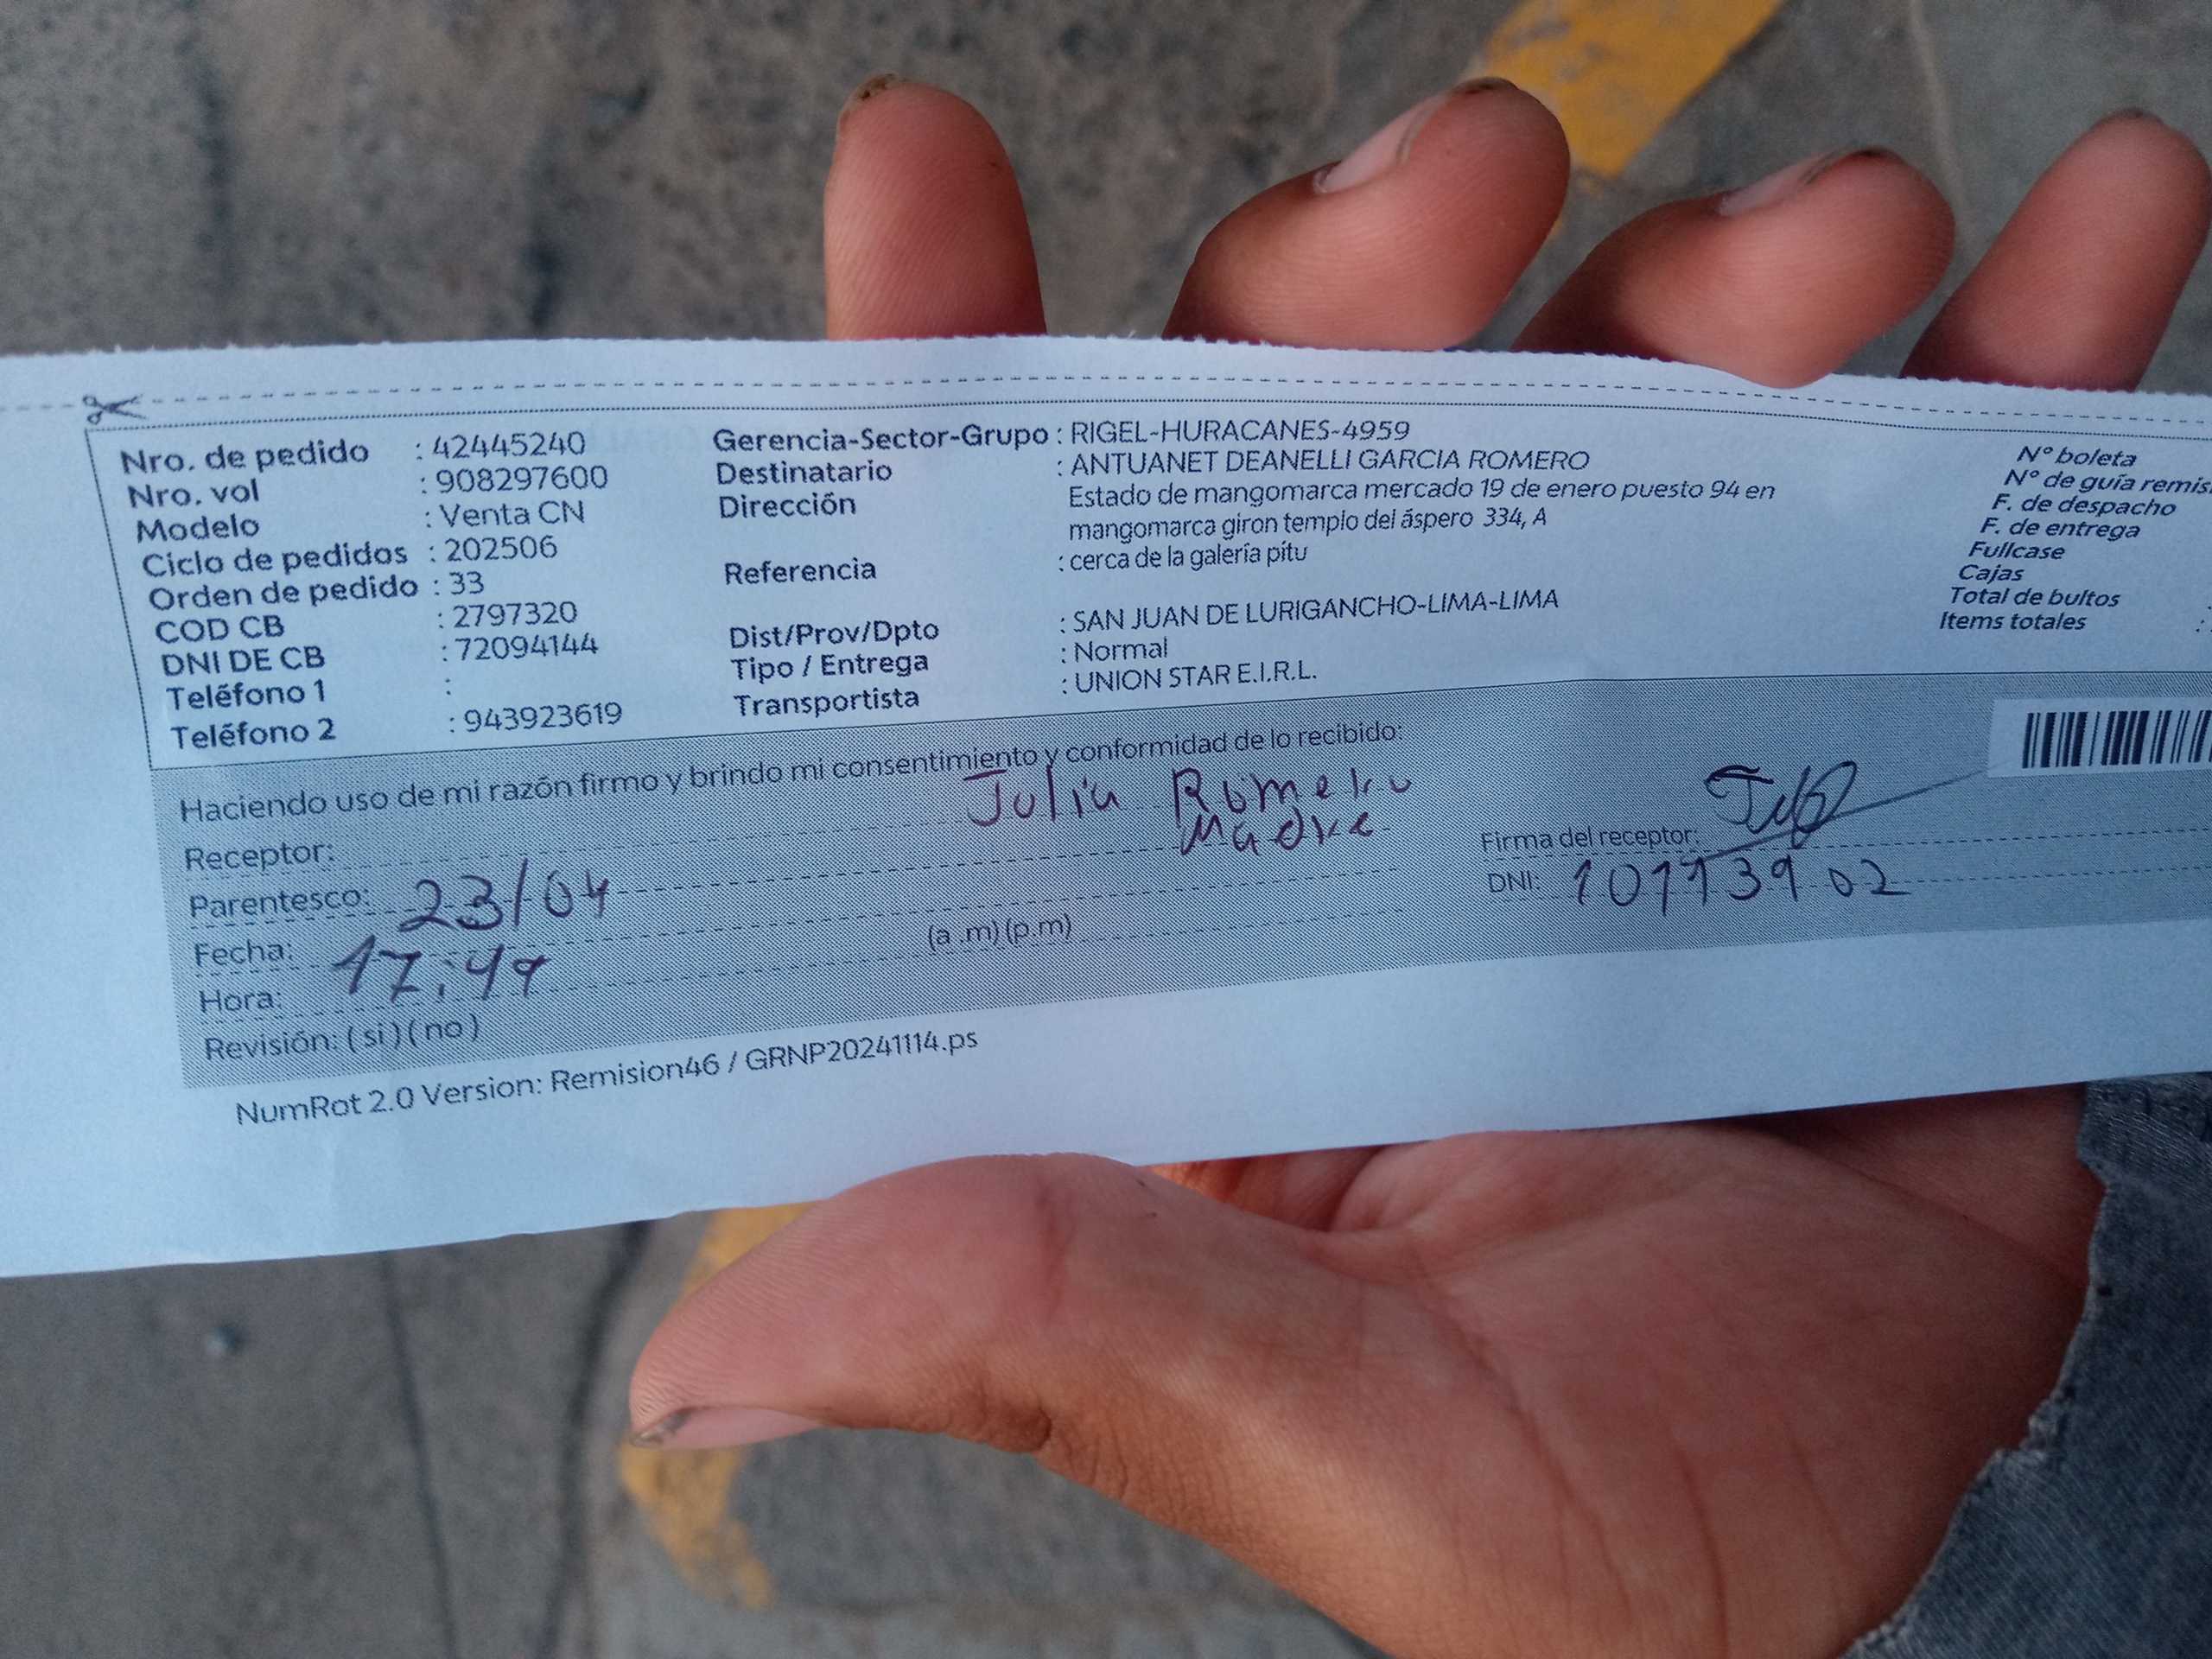 Nro. de pedido : 42445240
Nro. vol : 908297600
Modelo : Venta CN
Ciclo de pedidos : 202506
Orden de pedido : 33
COD CB : 2797320
DNI DE CB : 72094144
Teléfono 1 :
Teléfono 2 : 943923619
Gerencia-Sector-Grupo : RIGEL-HURACANES-4959
Destinatario : ANTUANET DEANELLI GARCIA ROMERO
Dirección Estado de mangomarca mercado 19 de enero puesto 94 en
mangomarca giron templo del áspero 334, A
Referencia : cerca de la galería pitu
Dist/Prov/Dpto : SAN JUAN DE LURIGANCHO-LIMA-LIMA
Tipo / Entrega : Normal
Transportista : UNION STAR E.I.R.L.
N° boleta
N° de guía remis
F. de despacho
F. de entrega
Fullcase
Cajas
Total de bultos :
Items totales :
Haciendo uso de mi razón firmo y brindo mi consentimiento y conformidad de lo recibido:
Receptor: Julia Romero
Madre
Firma del receptor:
Parentesco: 23/04
DNI:
Fecha:
Hora: (a .m) (p.m)
Revisión: ( si ) ( no )
NumRot 2.0 Version: Remision46 / GRNP20241114.ps